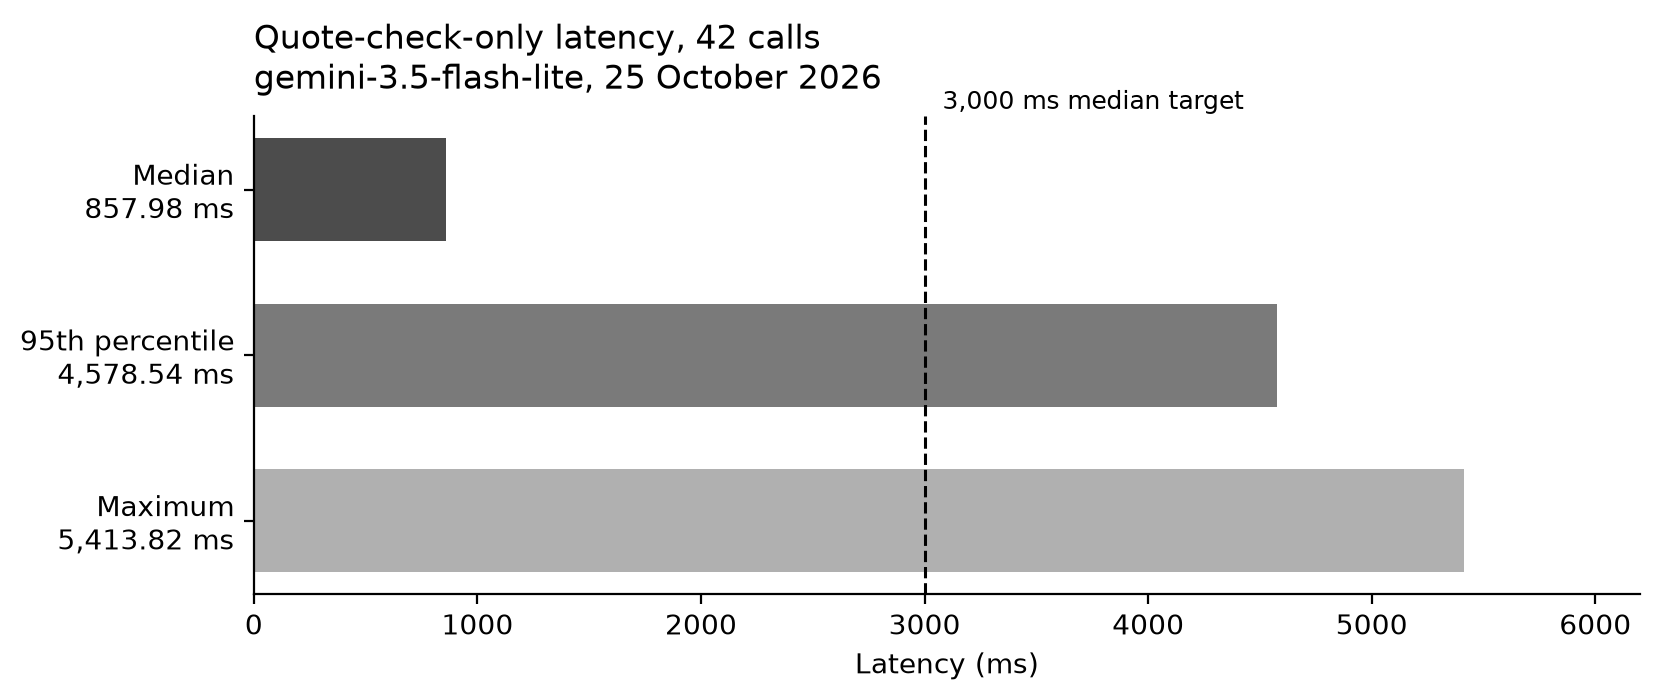 Quote-check-only latency, 42 calls
gemini-3.5-flash-lite, 25 October 2026
3,000 ms median target
Median
857.98 ms
95th percentile
4,578.54 ms
Maximum
5,413.82 ms
0 1000 2000 3000 4000 5000 6000
Latency (ms)